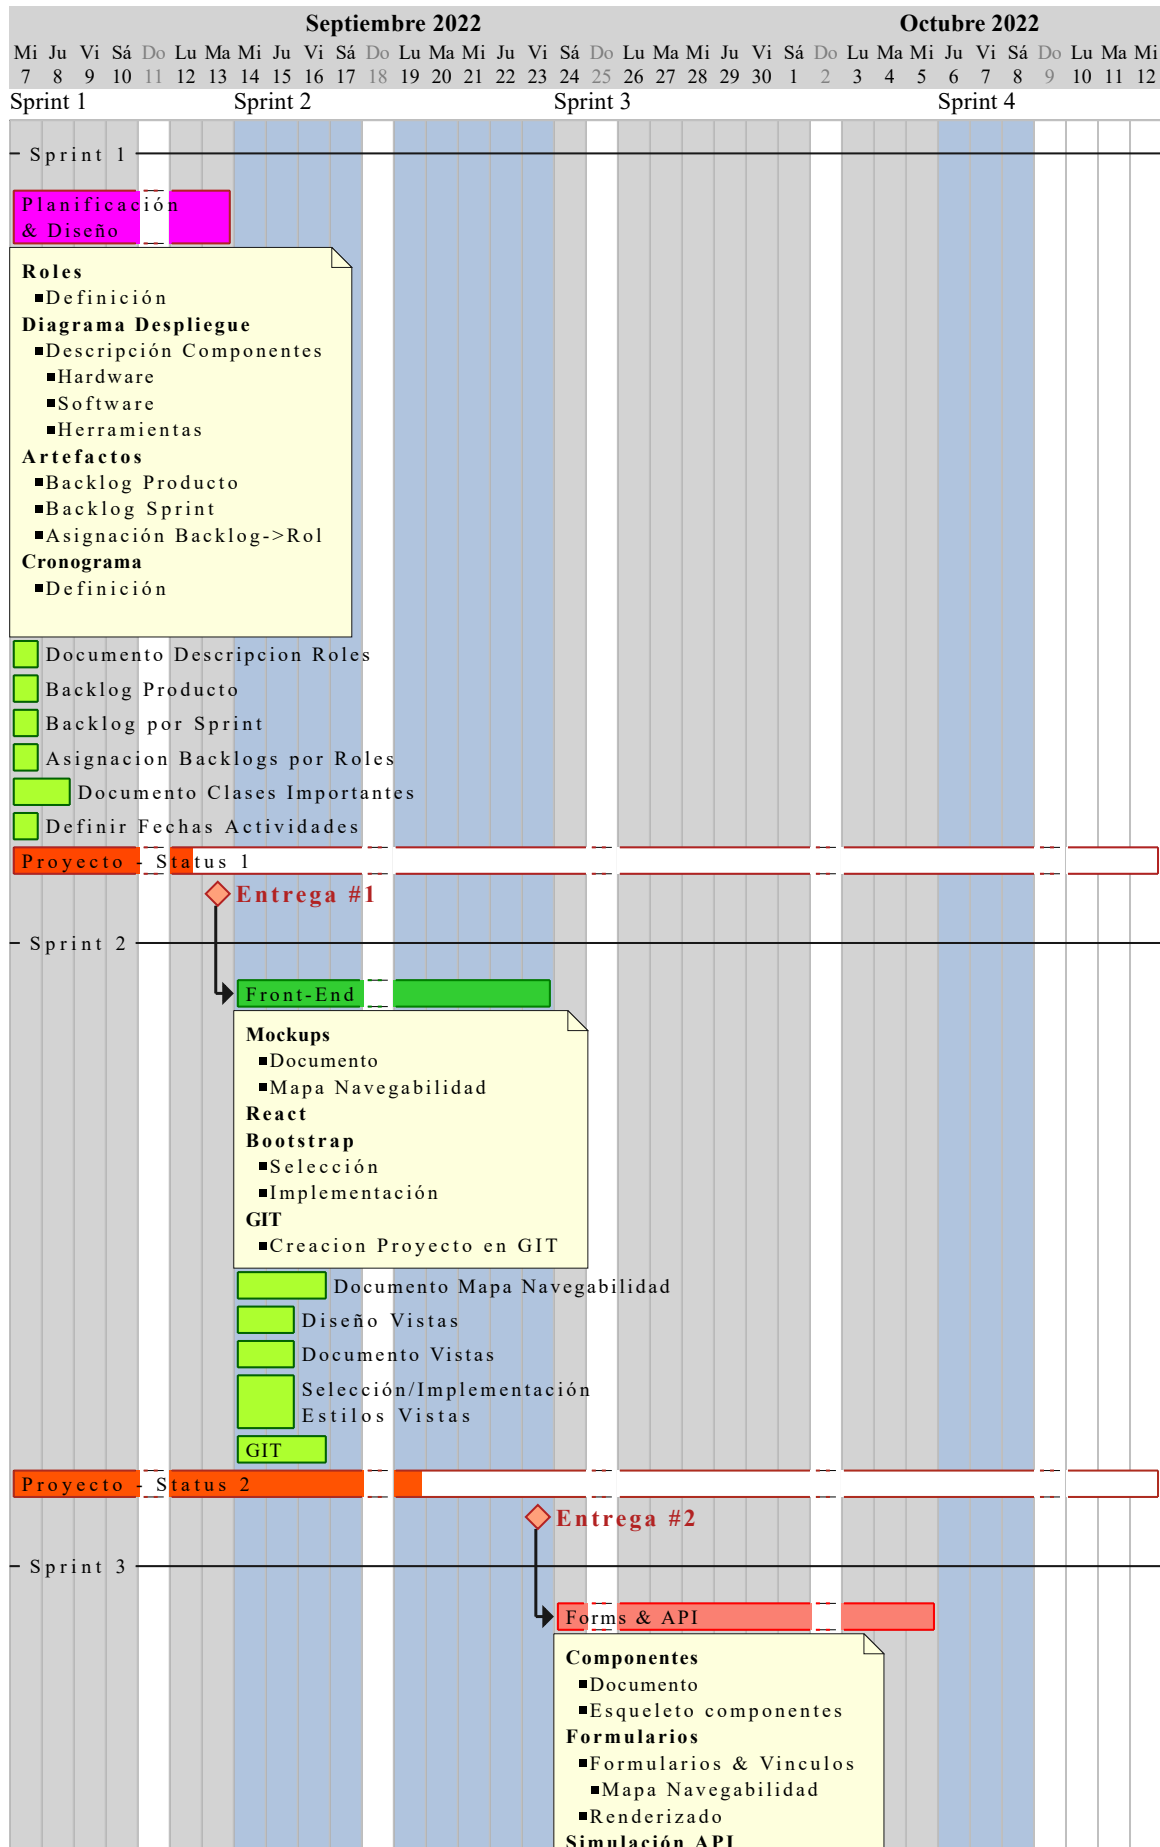 Septiembre 2022 Octubre 2022
Mi Ju Vi Sá Do Lu Ma Mi Ju Vi Sá Do Lu Ma Mi Ju Vi Sá Do Lu Ma Mi Ju Vi Sá Do Lu Ma Mi Ju Vi Sá Do Lu Ma Mi
7 8 9 10 11 12 13 14 15 16 17 18 19 20 21 22 23 24 25 26 27 28 29 30 1 2 3 4 5 6 7 8 9 10 11 12
Sprint 1 Sprint 2 Sprint 3 Sprint 4
Sprint 1
Planificación
& Diseño
Roles
▪Definición
Diagrama Despliegue
▪Descripción Componentes
▪Hardware
▪Software
▪Herramientas
Artefactos
▪Backlog Producto
▪Backlog Sprint
▪Asignación Backlog->Rol
Cronograma
▪Definición
Documento Descripcion Roles
Backlog Producto
Backlog por Sprint
Asignacion Backlogs por Roles
Documento Clases Importantes
Definir Fechas Actividades
Proyecto - Status 1
Entrega #1
Sprint 2
Front-End
Mockups
▪Documento
▪Mapa Navegabilidad
React
Bootstrap
▪Selección
▪Implementación
GIT
▪Creacion Proyecto en GIT
Documento Mapa Navegabilidad
Diseño Vistas
Documento Vistas
Selección/Implementación
Estilos Vistas
GIT
Proyecto - Status 2
Entrega #2
Sprint 3
Forms & API
Componentes
▪Documento
▪Esqueleto componentes
Formularios
▪Formularios & Vinculos
▪Mapa Navegabilidad
▪Renderizado
Simulación API